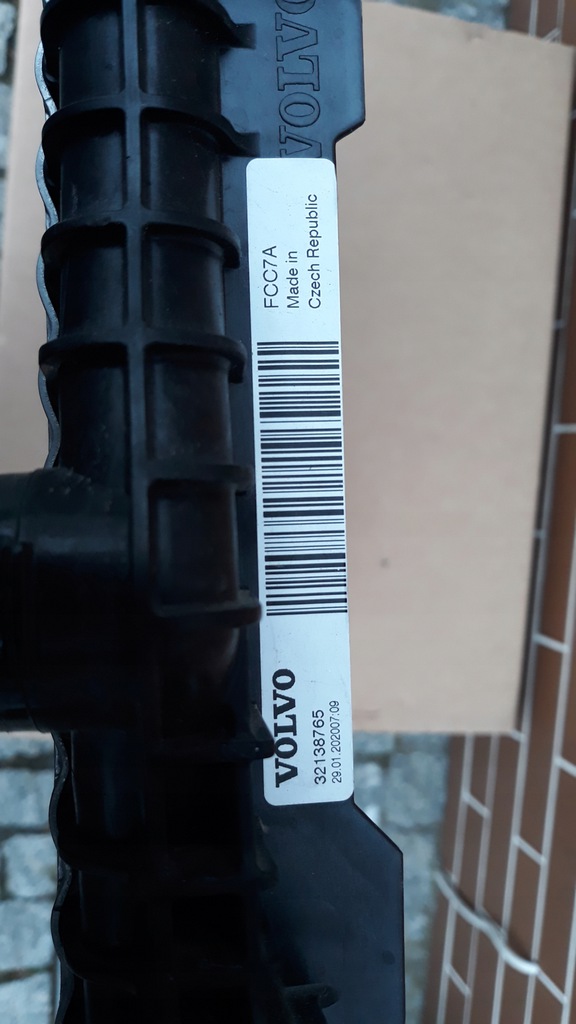 VOLVO
VOLVO
32138765
29.01.202007:09
FCC7A
Made in
Czech Republic